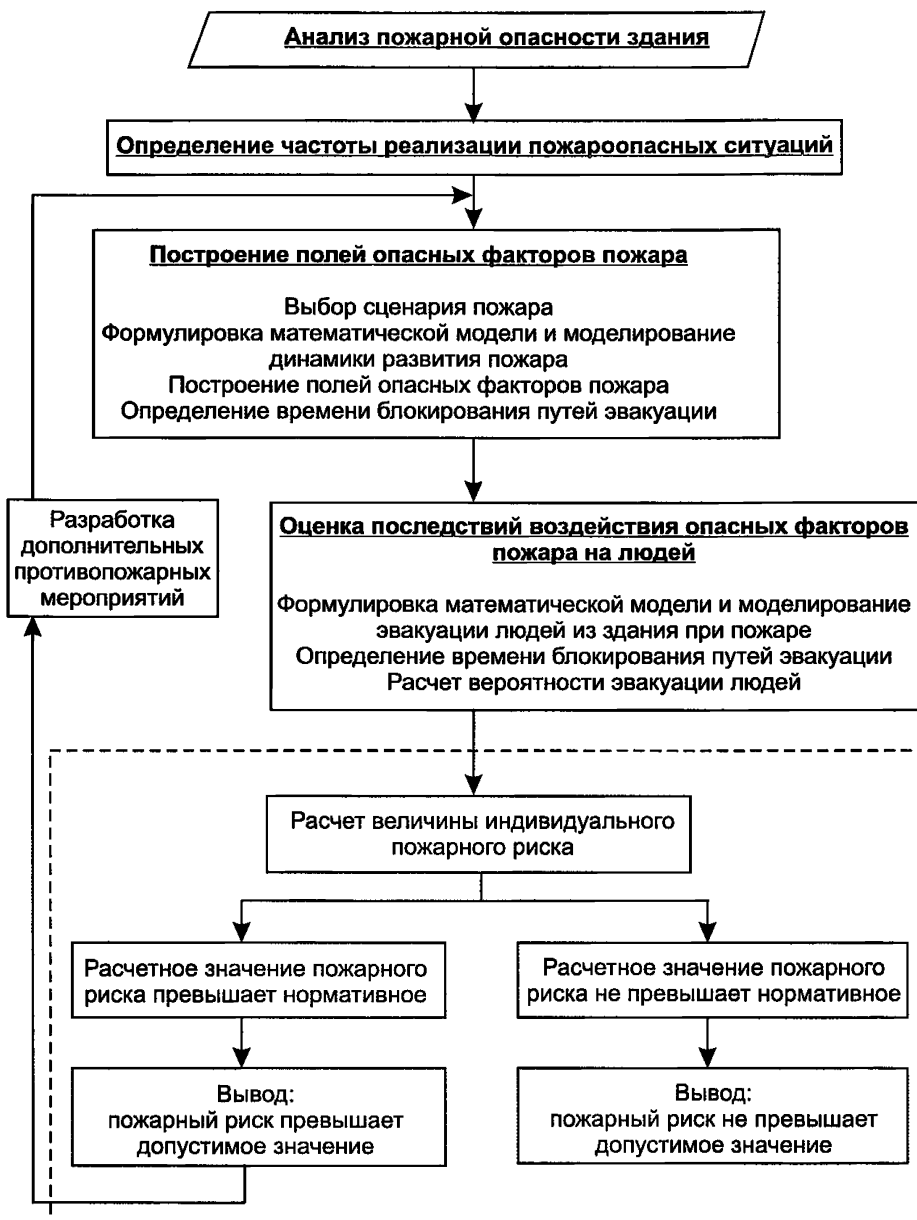 Анализ пожарной опасности здания
Определение частоты реализации пожароопасных ситуаций
Построение полей опасных факторов пожара
Выбор сценария пожара
Формулировка математической модели и моделирование
динамики развития пожара
Построение полей опасных факторов пожара
Определение времени блокирования путей эвакуации
Разработка
дополнительных
противопожарных
мероприятий
Оценка последствий воздействия опасных факторов
пожара на людей
Формулировка математической модели и моделирование
эвакуации людей из здания при пожаре
Определение времени блокирования путей эвакуации
Расчет вероятности эвакуации людей
Расчет величины индивидуального
пожарного риска
Расчетное значение пожарного
риска превышает нормативное
Расчетное значение пожарного
риска не превышает нормативное
Вывод:
пожарный риск превышает
допустимое значение
Вывод:
пожарный риск не превышает
допустимое значение